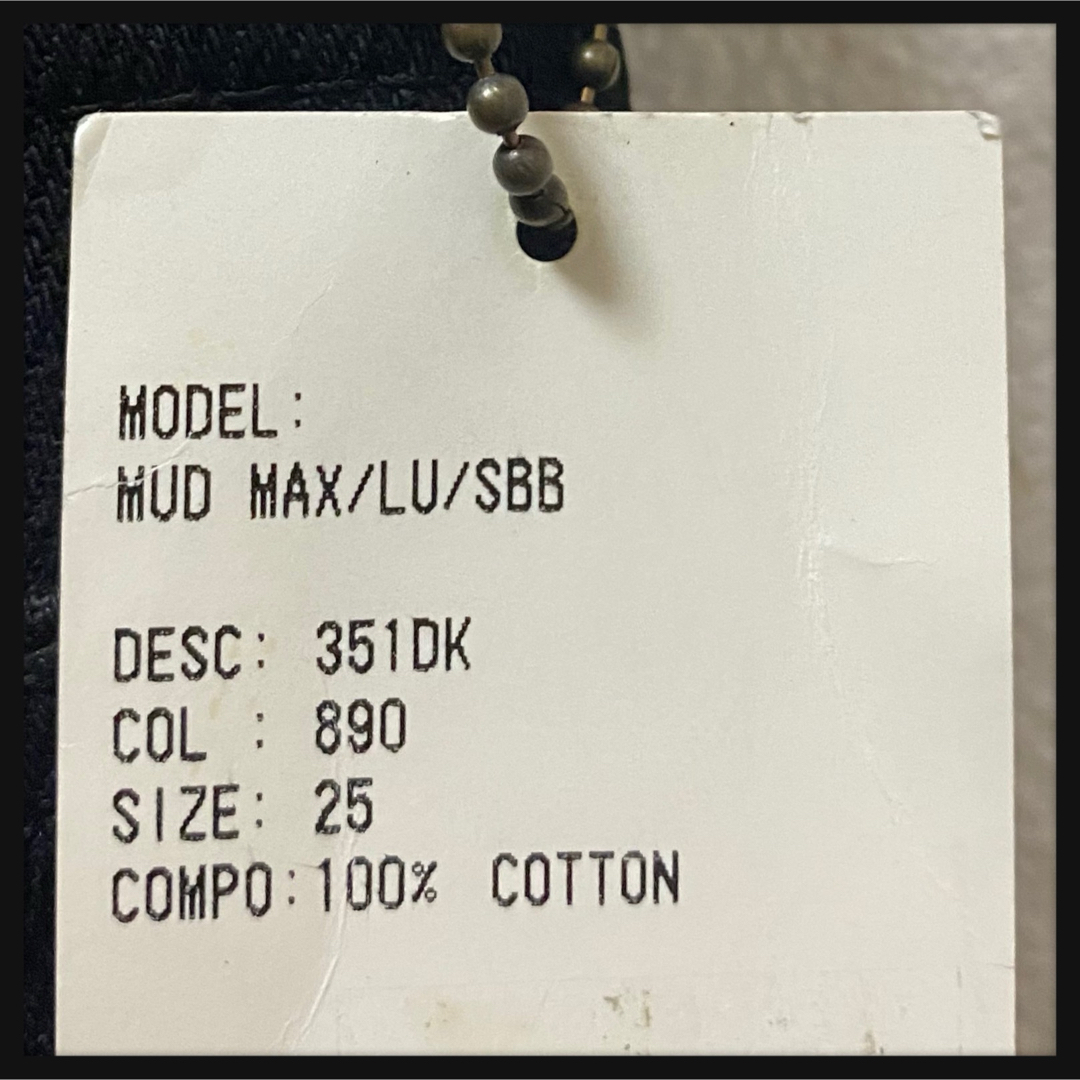 MODEL:
MUD MAX/LU/SBB
DESC: 351DK
COL : 890
SIZE: 25
COMPO:100% COTTON